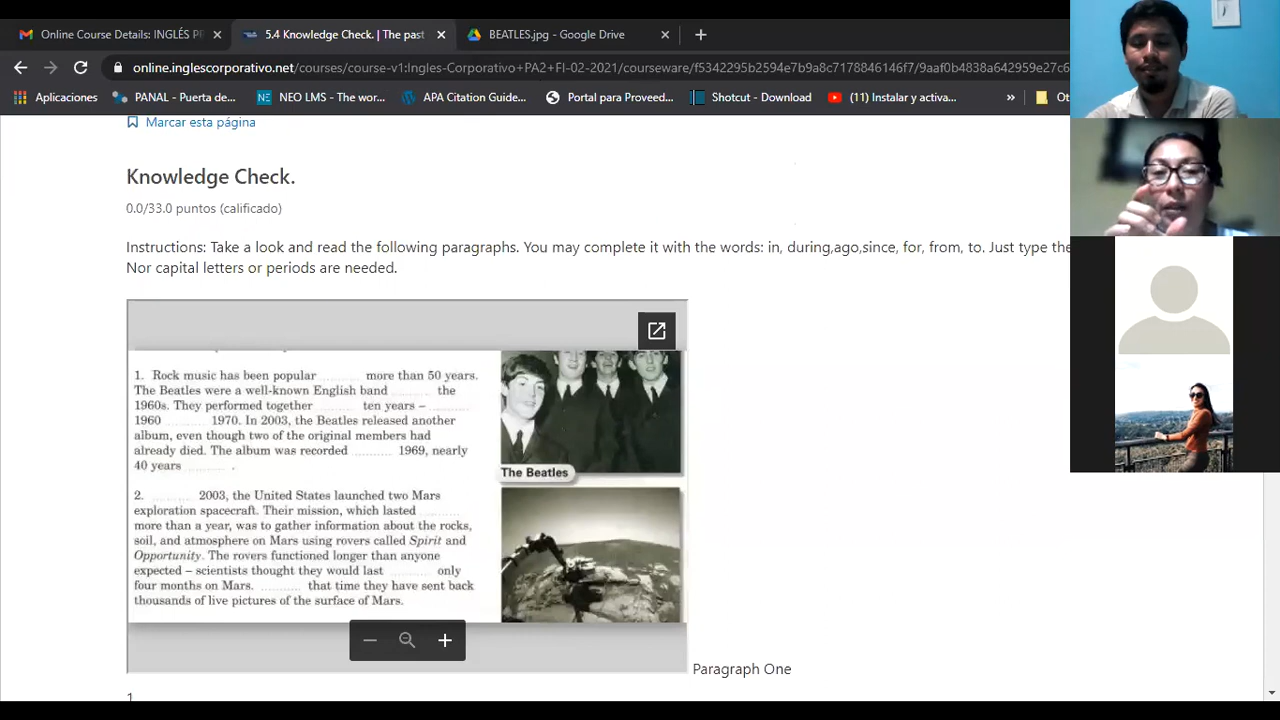 Online Course Details: INGLÉS P
5.4 Knowledge Check. | The past
BEATLES.jpg - Google Drive
online.inglescorporativo.net/courses/course-v1:Ingles-Corporativo+PA2+FI-02-2021/courseware/f5342295b2594e7b9a8c7178846146f7/9aaf0b4838a642959e27c6
Aplicaciones
PANAL - Puerta de...
NEO LMS - The wor...
APA Citation Guide...
Portal para Proveed...
Shotcut - Download
(11) Instalar y activa...
»
Ot
Marcar esta página
Knowledge Check.
0.0/33.0 puntos (calificado)
Instructions: Take a look and read the following paragraphs. You may complete it with the words: in, during,ago,since, for, from, to. Just type the
Nor capital letters or periods are needed.
1. Rock music has been popular ......... more than 50 years.
The Beatles were a well-known English band ......... the
1960s. They performed together ......... ten years – .........
1960 ......... 1970. In 2003, the Beatles released another
album, even though two of the original members had
already died. The album was recorded ......... 1969, nearly
40 years ......... .
The Beatles
2. ......... 2003, the United States launched two Mars
exploration spacecraft. Their mission, which lasted .........
more than a year, was to gather information about the rocks,
soil, and atmosphere on Mars using rovers called Spirit and
Opportunity. The rovers functioned longer than anyone
expected – scientists thought they would last ......... only
four months on Mars. ......... that time they have sent back
thousands of live pictures of the surface of Mars.
Paragraph One
1